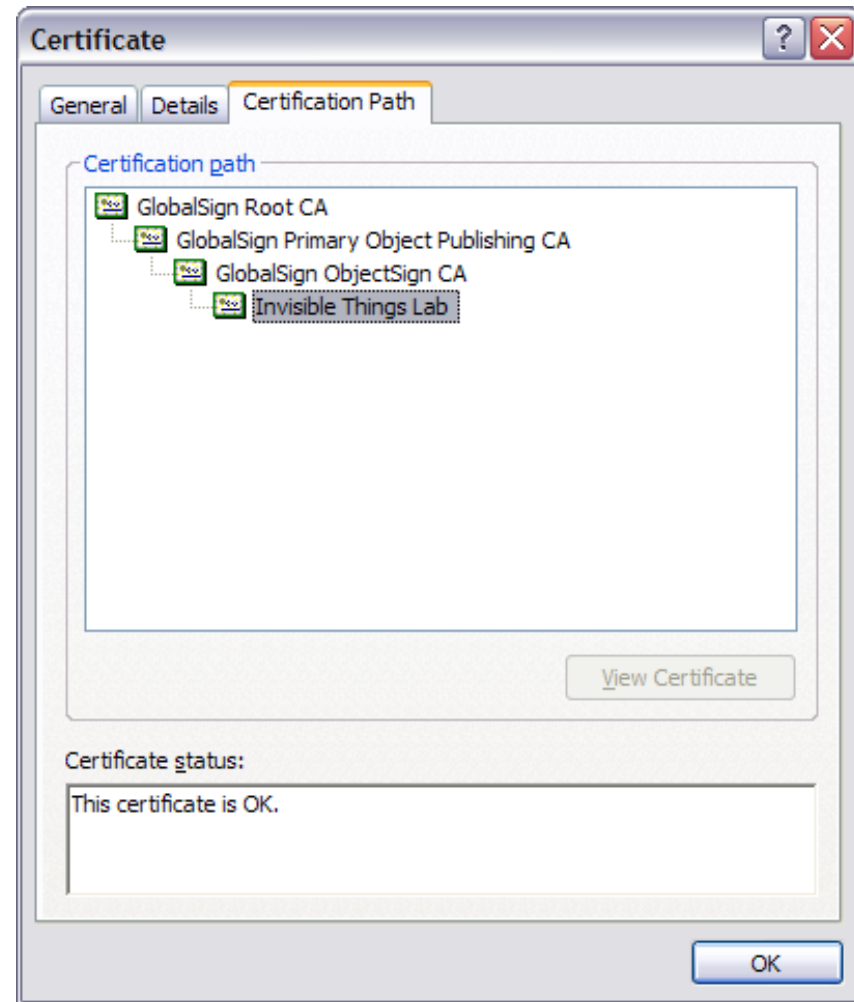 Certificate
General Details Certification Path
Certification path
GlobalSign Root CA
GlobalSign Primary Object Publishing CA
GlobalSign ObjectSign CA
Invisible Things Lab
View Certificate
Certificate status:
This certificate is OK.
OK